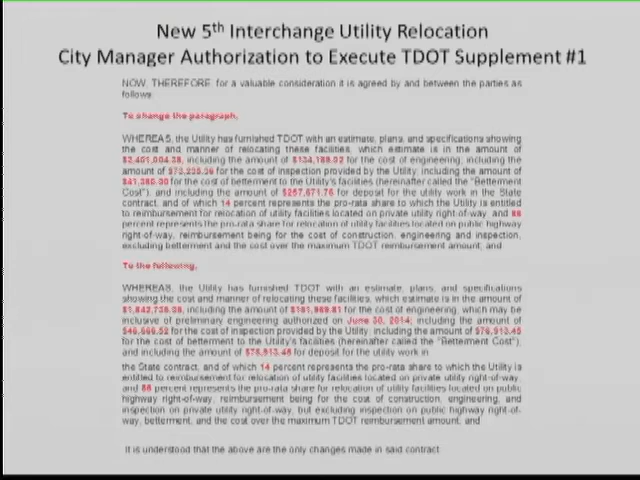 New 5th Interchange Utility Relocation
City Manager Authorization to Execute TDOT Supplement #1
NOW, THEREFORE for a valuable consideration it is agreed by and between the parties as
follows:
To change the paragraph,
WHEREAS, the Utility has furnished TDOT with an estimate, plans, and specifications showing
the cost and manner of relocating these facilities, which estimate is in the amount of
including the amount of for the cost of engineering; including the
amount of for the cost of inspection provided by the Utility, including the amount of
for the cost of betterment to the Utility's facilities (hereinafter called the "Betterment
Cost"), and including the amount of $257,671.75 for deposit for the utility work in the State
contract, and of which 14 percent represents the pro-rata share to which the Utility is entitled
to reimbursement for relocation of utility facilities located on private utility right-of-way, and
percent represents the pro-rata share for relocation of utility facilities located on public highway
right-of-way, reimbursement being for the cost of construction, engineering and inspection,
excluding betterment and the cost over the maximum TDOT reimbursement amount; and
To the following,
WHEREAS, the Utility has furnished TDOT with an estimate, plans, and specifications
showing the cost and manner of relocating these facilities, which estimate is in the amount of
including the amount of for the cost of engineering, which may be
inclusive of preliminary engineering authorized on June 30, 2014; including the amount of
for the cost of inspection provided by the Utility; including the amount of
for the cost of betterment to the Utility's facilities (hereinafter called the "Betterment Cost"),
and including the amount of for deposit for the utility work in
the State contract, and of which 14 percent represents the pro-rata share to which the Utility is
entitled to reimbursement for relocation of utility facilities located on private utility right-of-way,
and percent represents the pro-rata share for relocation of utility facilities located on public
highway right-of-way, reimbursement being for the cost of construction, engineering, and
inspection on private utility right-of-way, but excluding inspection on public highway right-of-
way, betterment, and the cost over the maximum TDOT reimbursement amount; and
It is understood that the above are the only changes made in said contract